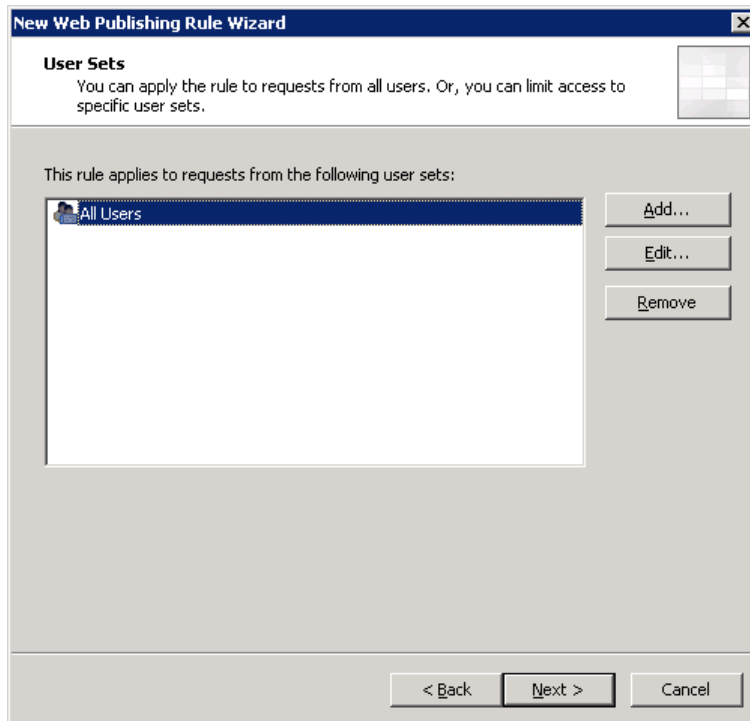 New Web Publishing Rule Wizard
User Sets
You can apply the rule to requests from all users. Or, you can limit access to
specific user sets.
This rule applies to requests from the following user sets:
All Users
Add...
Edit...
Remove
< Back
Next >
Cancel